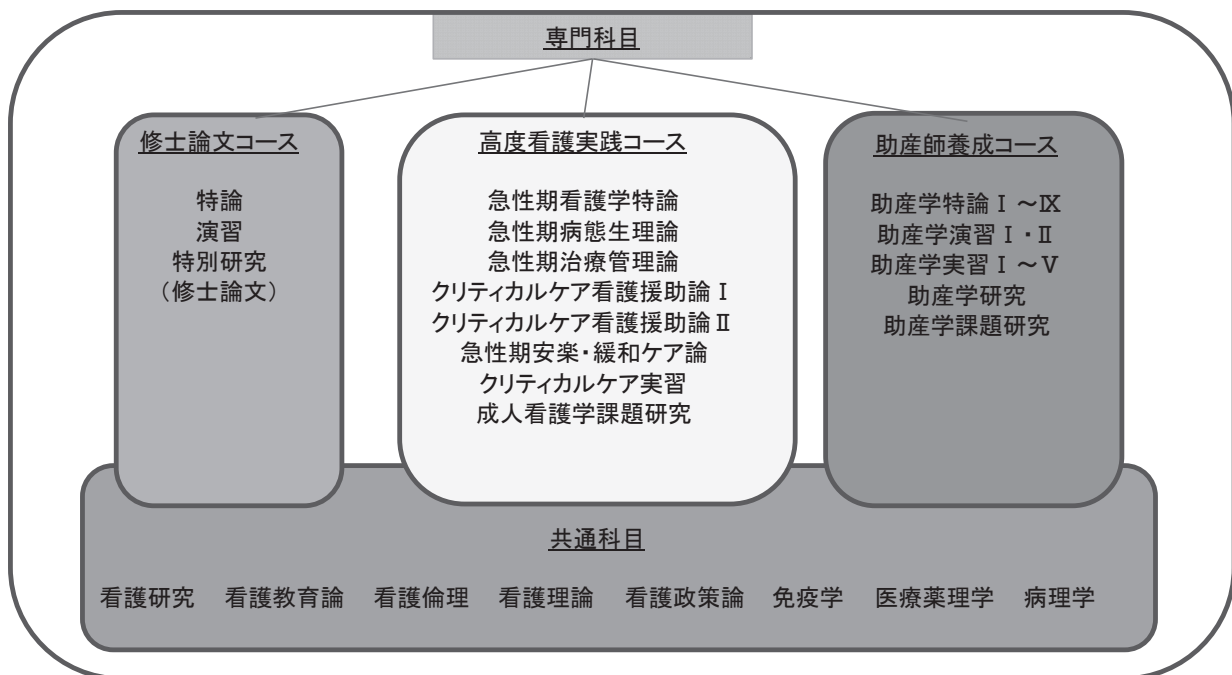 専門科目
修士論文コース
特論
演習
特別研究
(修士論文)
高度看護実践コース
急性期看護学特論
急性期病態生理論
急性期治療管理論
クリティカルケア看護援助論Ⅰ
クリティカルケア看護援助論Ⅱ
急性期安楽・緩和ケア論
クリティカルケア実習
成人看護学課題研究
助産師養成コース
助産学特論Ⅰ～Ⅸ
助産学演習Ⅰ・Ⅱ
助産学実習Ⅰ～Ⅴ
助産学研究
助産学課題研究
共通科目
看護研究 看護教育論 看護倫理 看護理論 看護政策論 免疫学 医療薬理学 病理学